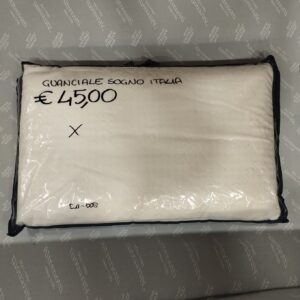 GUANCIALE SOGNO ITALIA
€ 45,00
X